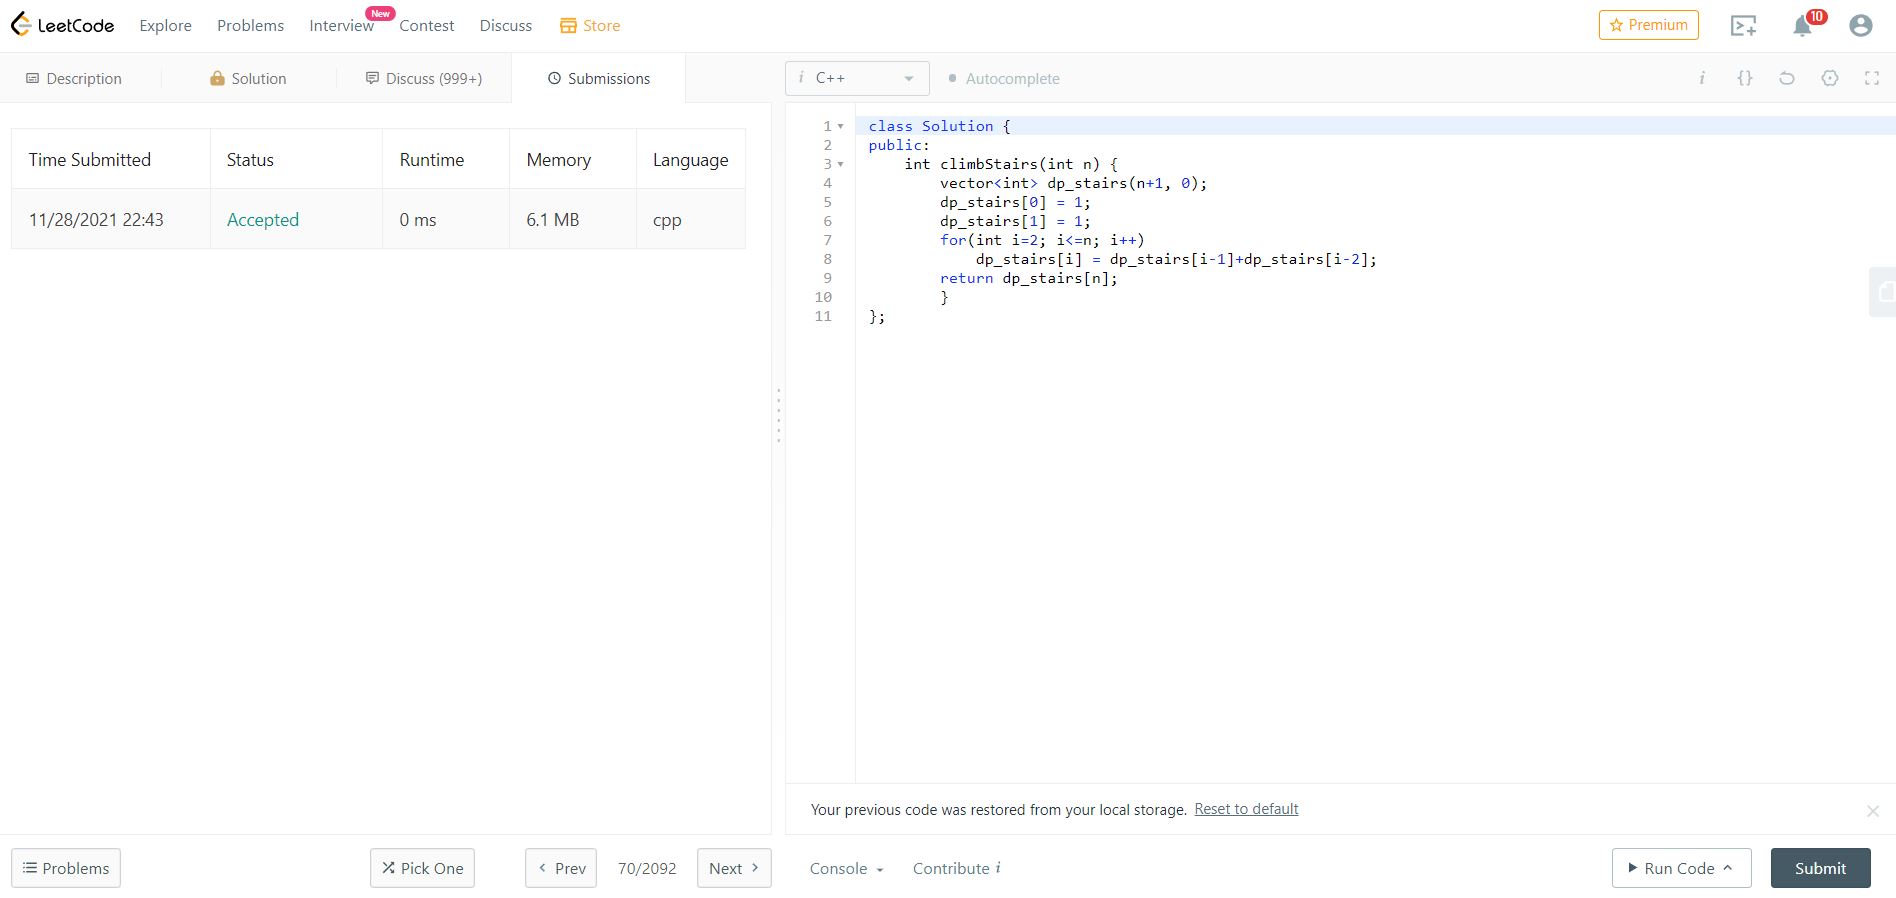 LeetCode Explore Problems Interview New Contest Discuss Store Premium 10
Description Solution Discuss (999+) Submissions
i C++ Autocomplete i {}
Time Submitted Status Runtime Memory Language
11/28/2021 22:43 Accepted 0 ms 6.1 MB cpp
1 class Solution {
2 public:
3     int climbStairs(int n) {
4         vector<int> dp_stairs(n+1, 0);
5         dp_stairs[0] = 1;
6         dp_stairs[1] = 1;
7         for(int i=2; i<=n; i++)
8             dp_stairs[i] = dp_stairs[i-1]+dp_stairs[i-2];
9         return dp_stairs[n];
10         }
11 };
Your previous code was restored from your local storage. Reset to default
Problems Pick One Prev 70/2092 Next Console Contribute i Run Code Submit